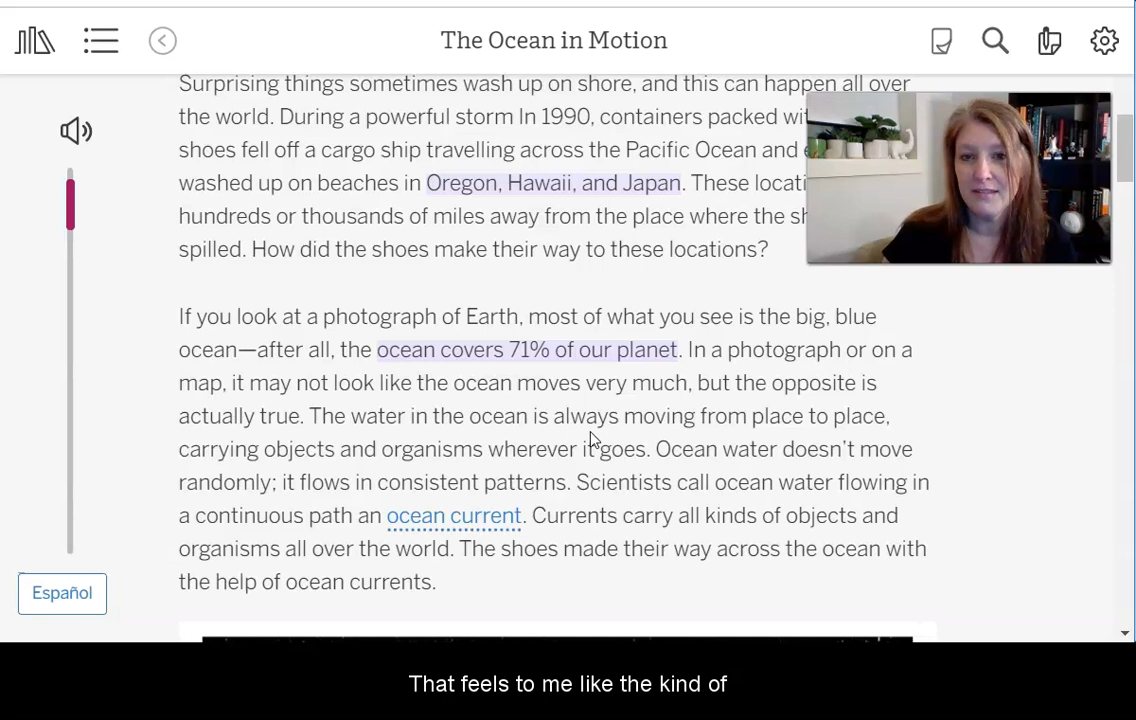 The Ocean in Motion
Surprising things sometimes wash up on shore, and this can happen all over
the world. During a powerful storm In 1990, containers packed
shoes fell off a cargo ship travelling across the Pacific Ocean and
washed up on beaches in Oregon, Hawaii, and Japan. These
hundreds or thousands of miles away from the place where the
spilled. How did the shoes make their way to these locations?
If you look at a photograph of Earth, most of what you see is the big, blue
ocean—after all, the ocean covers 71% of our planet. In a photograph or on a
map, it may not look like the ocean moves very much, but the opposite is
actually true. The water in the ocean is always moving from place to place,
carrying objects and organisms wherever it goes. Ocean water doesn't move
randomly; it flows in consistent patterns. Scientists call ocean water flowing in
a continuous path an ocean current. Currents carry all kinds of objects and
organisms all over the world. The shoes made their way across the ocean with
the help of ocean currents.
Español
That feels to me like the kind of